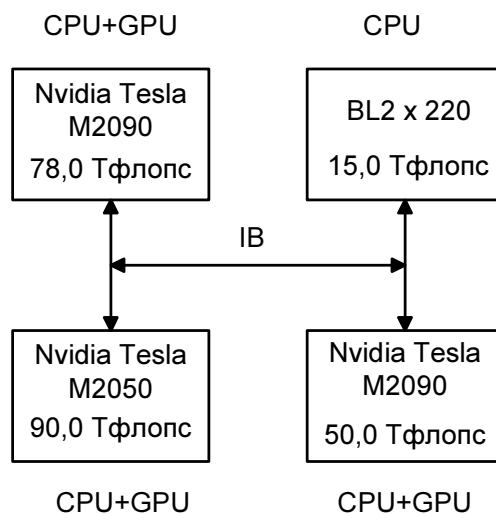 CPU+GPU
CPU
Nvidia Tesla
M2090
78,0 Тфлопс
BL2 x 220
15,0 Тфлопс
IB
Nvidia Tesla
M2050
90,0 Тфлопс
Nvidia Tesla
M2090
50,0 Тфлопс
CPU+GPU
CPU+GPU